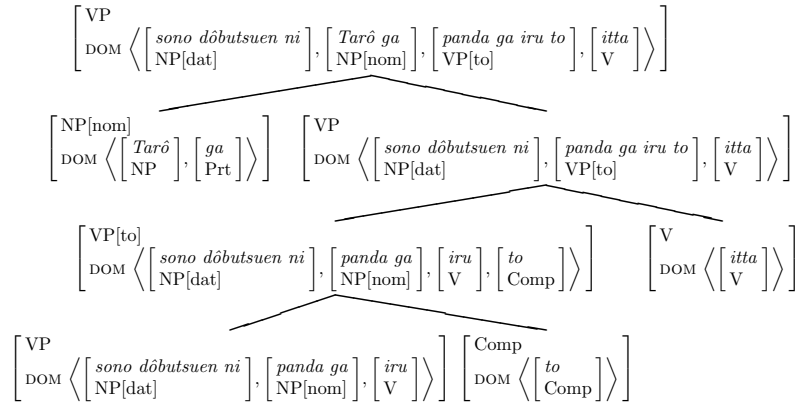 VP
DOM ⟨[sono dôbutsuen ni NP[dat]], [Tarô ga NP[nom]], [panda ga iru to VP[to]], [itta V]⟩
NP[nom]
DOM ⟨[Tarô NP], [ga Prt]⟩
VP
DOM ⟨[sono dôbutsuen ni NP[dat]], [panda ga iru to VP[to]], [itta V]⟩
VP[to]
DOM ⟨[sono dôbutsuen ni NP[dat]], [panda ga NP[nom]], [iru V], [to Comp]⟩
V
DOM ⟨[itta V]⟩
VP
DOM ⟨[sono dôbutsuen ni NP[dat]], [panda ga NP[nom]], [iru V]⟩
Comp
DOM ⟨[to Comp]⟩